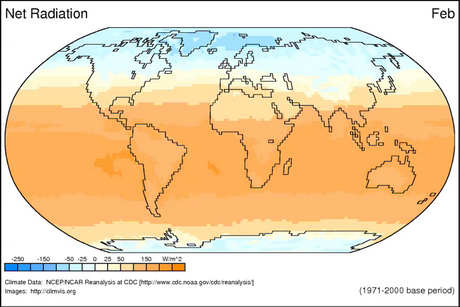 Net Radiation
Feb
-250 -150 -50 -25 0 25 50 150 W/m^2
Climate Data: NCEP/NCAR Reanalysis at CDC [http://www.cdc.noaa.gov/cdc/reanalysis/]
Images: http://climvis.org
(1971-2000 base period)